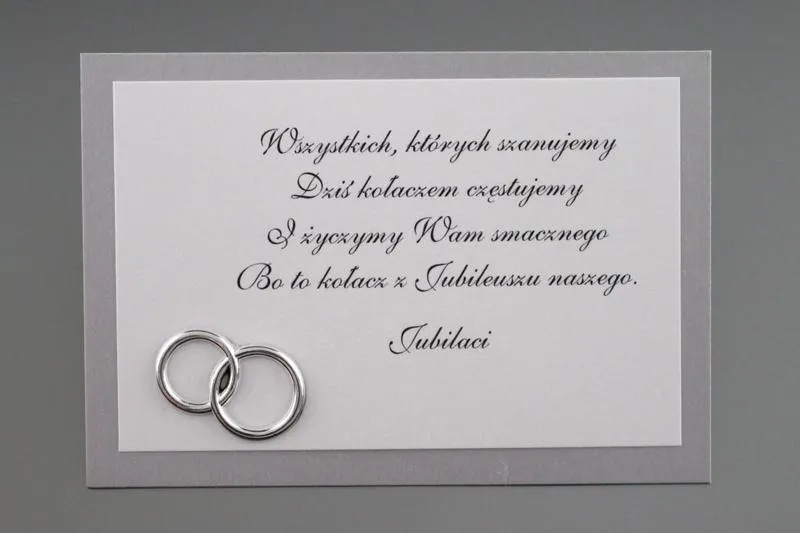 Wszystkich, których szanujemy
Dziś kołaczem częstujemy
I życzymy Wam smacznego
Bo to kołacz z Jubileuszu naszego.
Jubilaci